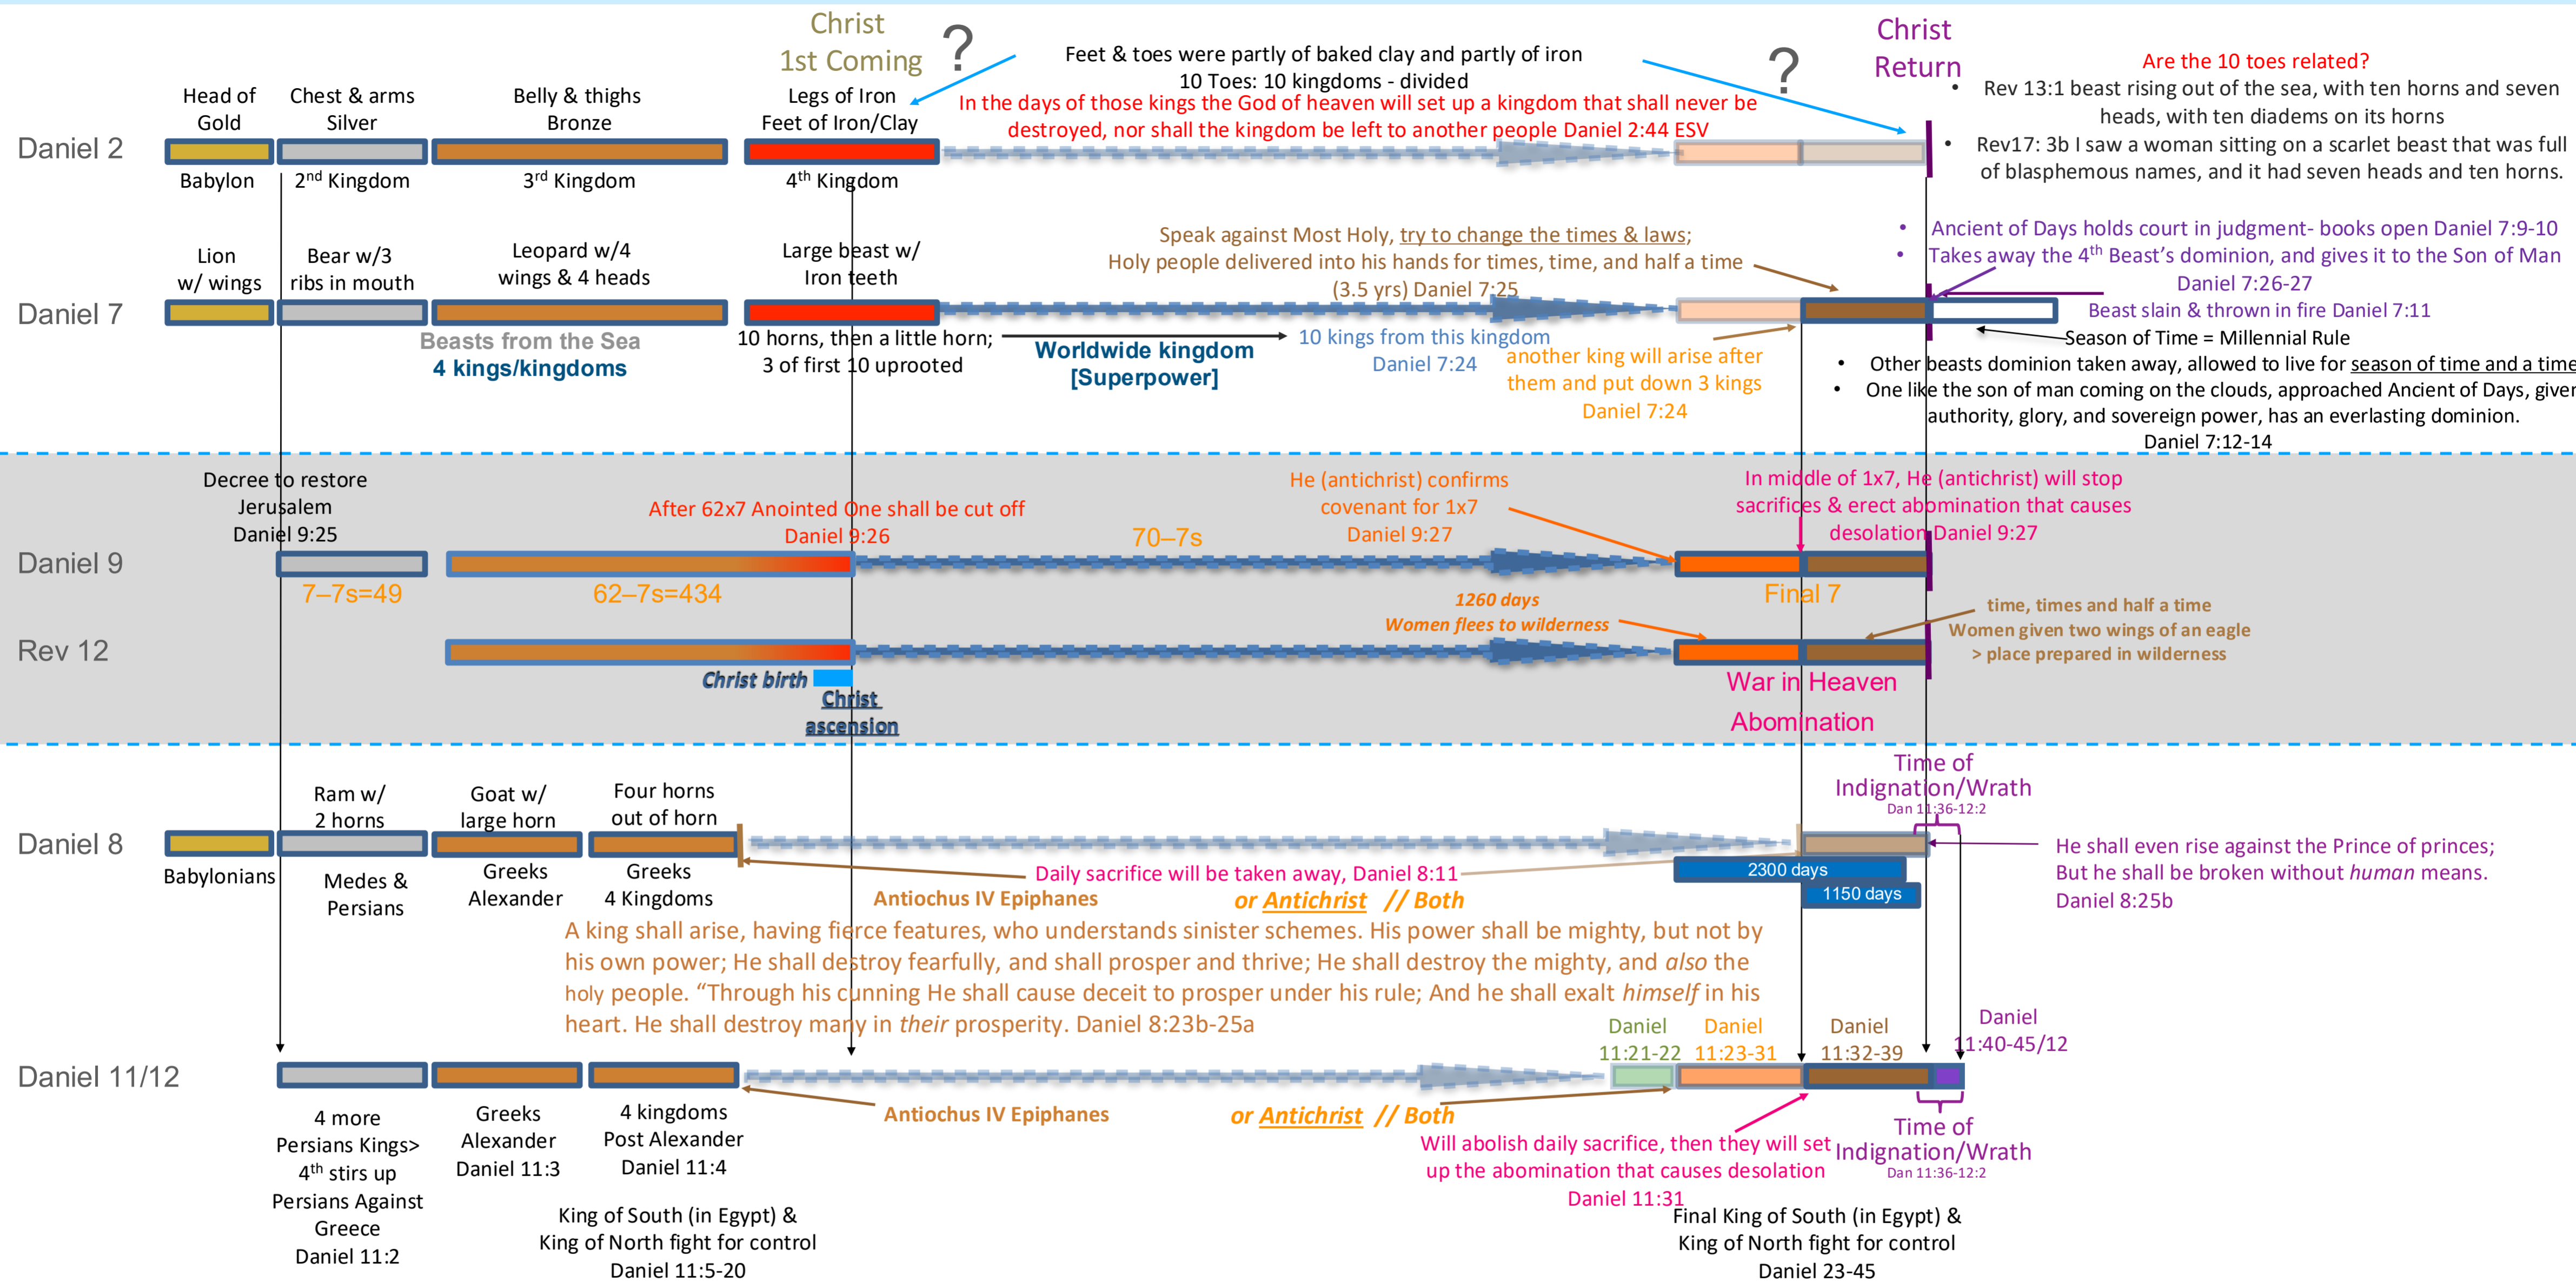 Christ
1st Coming
?
Feet & toes were partly of baked clay and partly of iron
10 Toes: 10 kingdoms - divided
In the days of those kings the God of heaven will set up a kingdom that shall never be
destroyed, nor shall the kingdom be left to another people Daniel 2:44 ESV
?
Christ
Return
Are the 10 toes related?
• Rev 13:1 beast rising out of the sea, with ten horns and seven
heads, with ten diadems on its horns
• Rev17: 3b I saw a woman sitting on a scarlet beast that was full
of blasphemous names, and it had seven heads and ten horns.
Daniel 2
Head of
Gold
Babylon
Chest & arms
Silver
2nd Kingdom
Belly & thighs
Bronze
3rd Kingdom
Legs of Iron
Feet of Iron/Clay
4th Kingdom
Daniel 7
Lion
w/ wings
Bear w/3
ribs in mouth
Leopard w/4
wings & 4 heads
Beasts from the Sea
4 kings/kingdoms
Large beast w/
Iron teeth
10 horns, then a little horn;
3 of first 10 uprooted
Worldwide kingdom
[Superpower]
10 kings from this kingdom
Daniel 7:24
Speak against Most Holy, try to change the times & laws;
Holy people delivered into his hands for times, time, and half a time
(3.5 yrs) Daniel 7:25
another king will arise after
them and put down 3 kings
Daniel 7:24
• Ancient of Days holds court in judgment- books open Daniel 7:9-10
• Takes away the 4th Beast’s dominion, and gives it to the Son of Man
Daniel 7:26-27
Beast slain & thrown in fire Daniel 7:11
Season of Time = Millennial Rule
• Other beasts dominion taken away, allowed to live for season of time and a time
• One like the son of man coming on the clouds, approached Ancient of Days, given
authority, glory, and sovereign power, has an everlasting dominion.
Daniel 7:12-14
Decree to restore
Jerusalem
Daniel 9:25
Daniel 9
7–7s=49
After 62x7 Anointed One shall be cut off
Daniel 9:26
62–7s=434
70–7s
He (antichrist) confirms
covenant for 1x7
Daniel 9:27
In middle of 1x7, He (antichrist) will stop
sacrifices & erect abomination that causes
desolation Daniel 9:27
Final 7
Rev 12
Christ birth
Christ
ascension
1260 days
Women flees to wilderness
time, times and half a time
Women given two wings of an eagle
> place prepared in wilderness
War in Heaven
Abomination
Daniel 8
Babylonians
Ram w/
2 horns
Medes &
Persians
Goat w/
large horn
Greeks
Alexander
Four horns
out of horn
Greeks
4 Kingdoms
Daily sacrifice will be taken away, Daniel 8:11
Antiochus IV Epiphanes
or Antichrist // Both
Time of
Indignation/Wrath
Dan 11:36-12:2
2300 days
1150 days
He shall even rise against the Prince of princes;
But he shall be broken without human means.
Daniel 8:25b
A king shall arise, having fierce features, who understands sinister schemes. His power shall be mighty, but not by
his own power; He shall destroy fearfully, and shall prosper and thrive; He shall destroy the mighty, and also the
holy people. “Through his cunning He shall cause deceit to prosper under his rule; And he shall exalt himself in his
heart. He shall destroy many in their prosperity. Daniel 8:23b-25a
Daniel 11/12
4 more
Persians Kings>
4th stirs up
Persians Against
Greece
Daniel 11:2
Greeks
Alexander
Daniel 11:3
4 kingdoms
Post Alexander
Daniel 11:4
King of South (in Egypt) &
King of North fight for control
Daniel 11:5-20
Antiochus IV Epiphanes
or Antichrist // Both
Daniel
11:21-22
Daniel
11:23-31
Daniel
11:32-39
Daniel
11:40-45/12
Will abolish daily sacrifice, then they will set
up the abomination that causes desolation
Daniel 11:31
Time of
Indignation/Wrath
Dan 11:36-12:2
Final King of South (in Egypt) &
King of North fight for control
Daniel 23-45